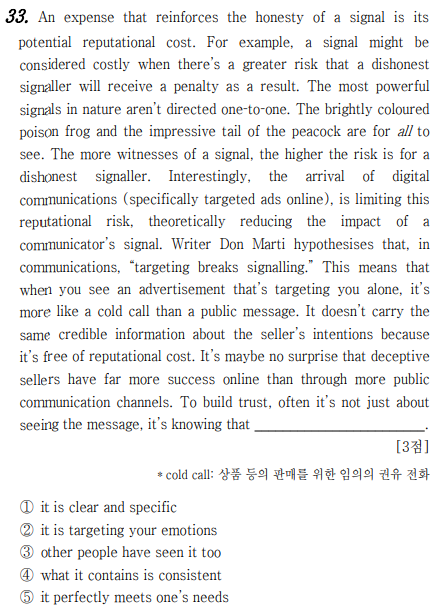 33. An expense that reinforces the honesty of a signal is its
potential reputational cost. For example, a signal might be
considered costly when there's a greater risk that a dishonest
signaller will receive a penalty as a result. The most powerful
signals in nature aren't directed one-to-one. The brightly coloured
poison frog and the impressive tail of the peacock are for all to
see. The more witnesses of a signal, the higher the risk is for a
dishonest signaller. Interestingly, the arrival of digital
communications (specifically targeted ads online), is limiting this
reputational risk, theoretically reducing the impact of a
communicator's signal. Writer Don Marti hypothesises that, in
communications, “targeting breaks signalling.” This means that
when you see an advertisement that's targeting you alone, it's
more like a cold call than a public message. It doesn't carry the
same credible information about the seller's intentions because
it's free of reputational cost. It's maybe no surprise that deceptive
sellers have far more success online than through more public
communication channels. To build trust, often it's not just about
seeing the message, it's knowing that ____________________.
[3점]
* cold call: 상품 등의 판매를 위한 임의의 권유 전화
① it is clear and specific
② it is targeting your emotions
③ other people have seen it too
④ what it contains is consistent
⑤ it perfectly meets one's needs